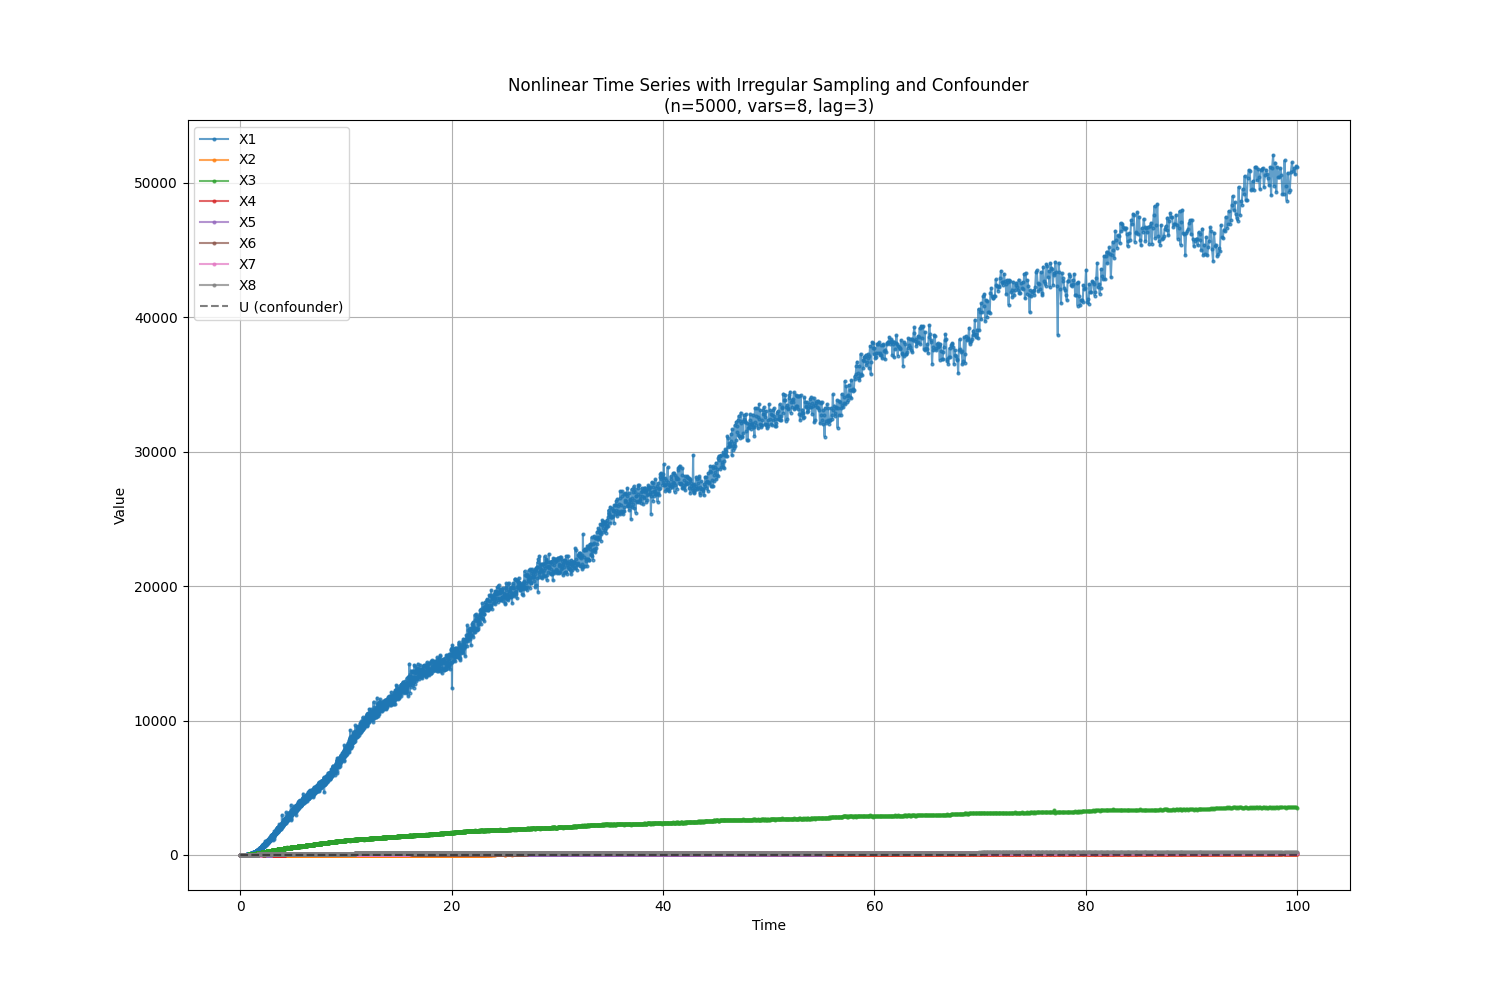 Nonlinear Time Series with Irregular Sampling and Confounder
(n=5000, vars=8, lag=3)
X1
X2
X3
X4
X5
X6
X7
X8
U (confounder)
50000
40000
30000
20000
10000
0
Value
0 20 40 60 80 100
Time